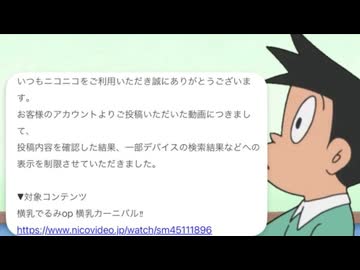 いつもニコニコをご利用いただき誠にありがとうございま
す。
お客様のアカウントよりご投稿いただいた動画につきまし
て、
投稿内容を確認した結果、一部デバイスの検索結果などへの
表示を制限させていただきました。
▼対象コンテンツ
横乳でるみop 横乳カーニバル‼
https://www.nicovideo.jp/watch/sm45111896